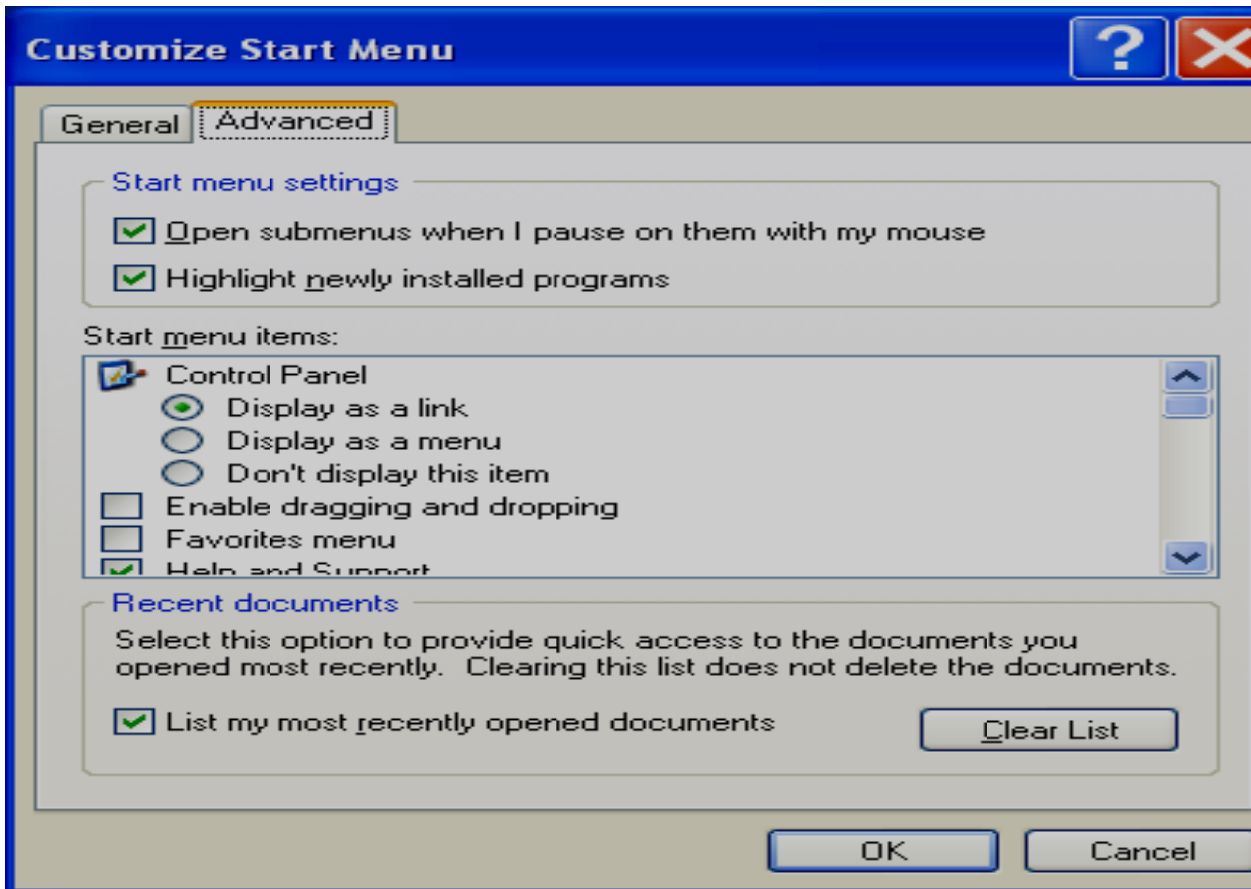 Customize Start Menu
General
Advanced
Start menu settings
Open submenus when I pause on them with my mouse
Highlight newly installed programs
Start menu items:
Control Panel
Display as a link
Display as a menu
Don't display this item
Enable dragging and dropping
Favorites menu
Help and Support
Recent documents
Select this option to provide quick access to the documents you
opened most recently.  Clearing this list does not delete the documents.
List my most recently opened documents
Clear List
OK
Cancel